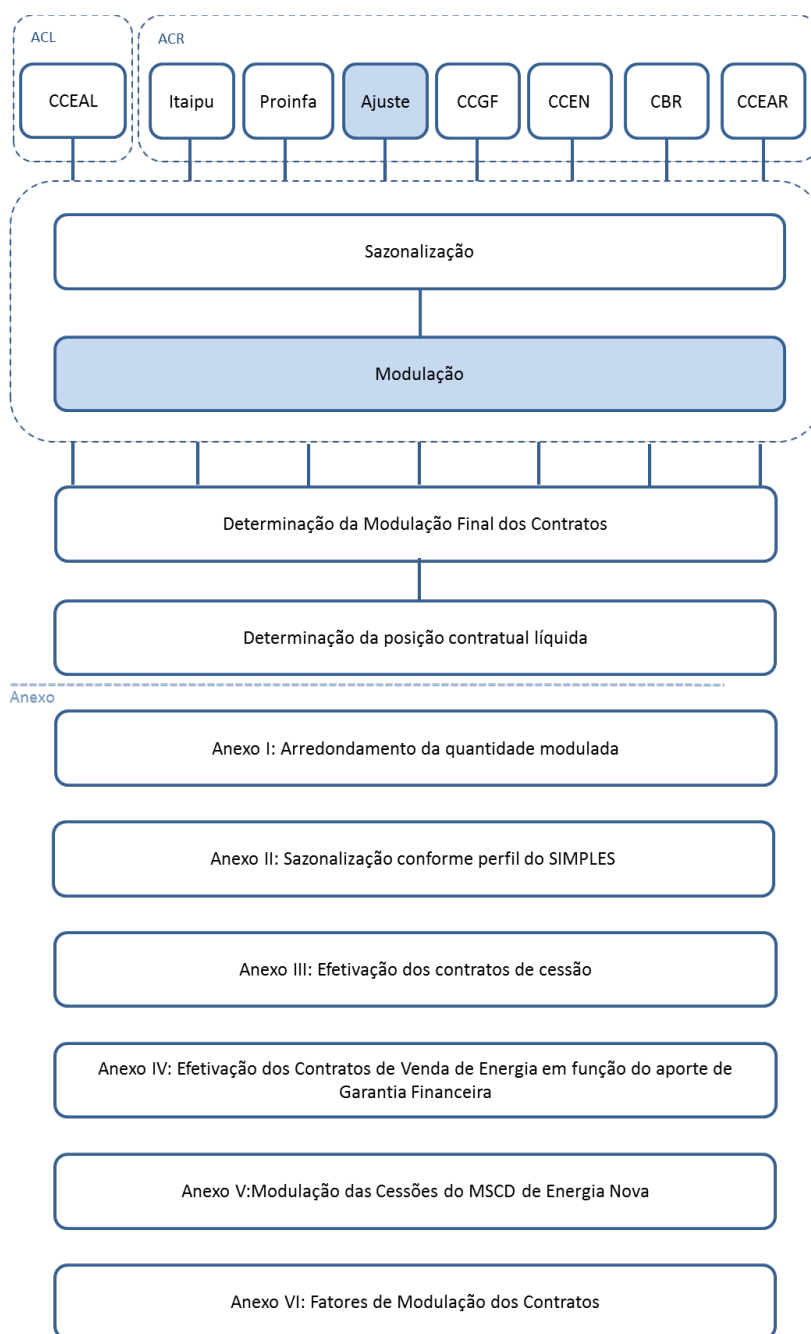 ACL
ACR
CCEAL
Itaipu
Proinfa
Ajuste
CCGF
CCEN
CBR
CCEAR
Sazonalização
Modulação
Determinação da Modulação Final dos Contratos
Determinação da posição contratual líquida
Anexo
Anexo I: Arredondamento da quantidade modulada
Anexo II: Sazonalização conforme perfil do SIMPLES
Anexo III: Efetivação dos contratos de cessão
Anexo IV: Efetivação dos Contratos de Venda de Energia em função do aporte de
Garantia Financeira
Anexo V:Modulação das Cessões do MSCD de Energia Nova
Anexo VI: Fatores de Modulação dos Contratos